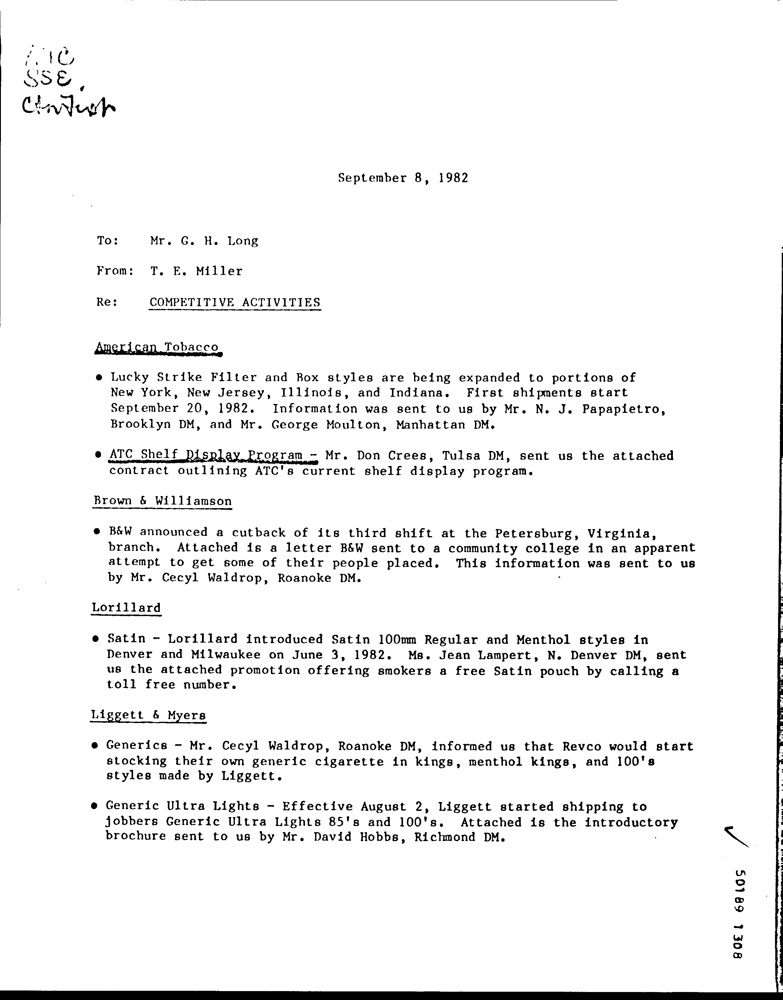 SSE,
September 8, 1982
To: Mr. G. H. Long
From: T. E. Miller
Re: COMPETITIVE ACTIVITIES
American Tobacco
• Lucky Strike Filter and Box styles are being expanded to portions of
New York, New Jersey, Illinois, and Indiana. First shipments start
September 20, 1982. Information was sent to us by Mr. N. J. Papapietro,
Brooklyn DM, and Mr. George Moulton, Manhattan DM.
• ATC Shelf Display Program - Mr. Don Crees, Tulsa DM, sent us the attached
contract outlining ATC's current shelf display program.
Brown & Williamson
• B&W announced a cutback of its third shift at the Petersburg, Virginia,
branch. Attached is a letter B&W sent to a community college in an apparent
attempt to get some of their people placed. This information was sent to us
by Mr. Cecyl Waldrop, Roanoke DM.
Lorillard
• Satin - Lorillard introduced Satin 100mm Regular and Menthol styles in
Denver and Milwaukee on June 3, 1982. Ms. Jean Lampert, N. Denver DM, sent
us the attached promotion offering smokers a free Satin pouch by calling a
toll free number.
Liggett & Myers
• Generics - Mr. Cecyl Waldrop, Roanoke DM, informed us that Revco would start
stocking their own generic cigarette in kings, menthol kings, and 100's
styles made by Liggett.
• Generic Ultra Lights - Effective August 2, Liggett started shipping to
jobbers Generic Ultra Lights 85's and 100's. Attached is the introductory
brochure sent to us by Mr. David Hobbs, Richmond DM.
50189 1308